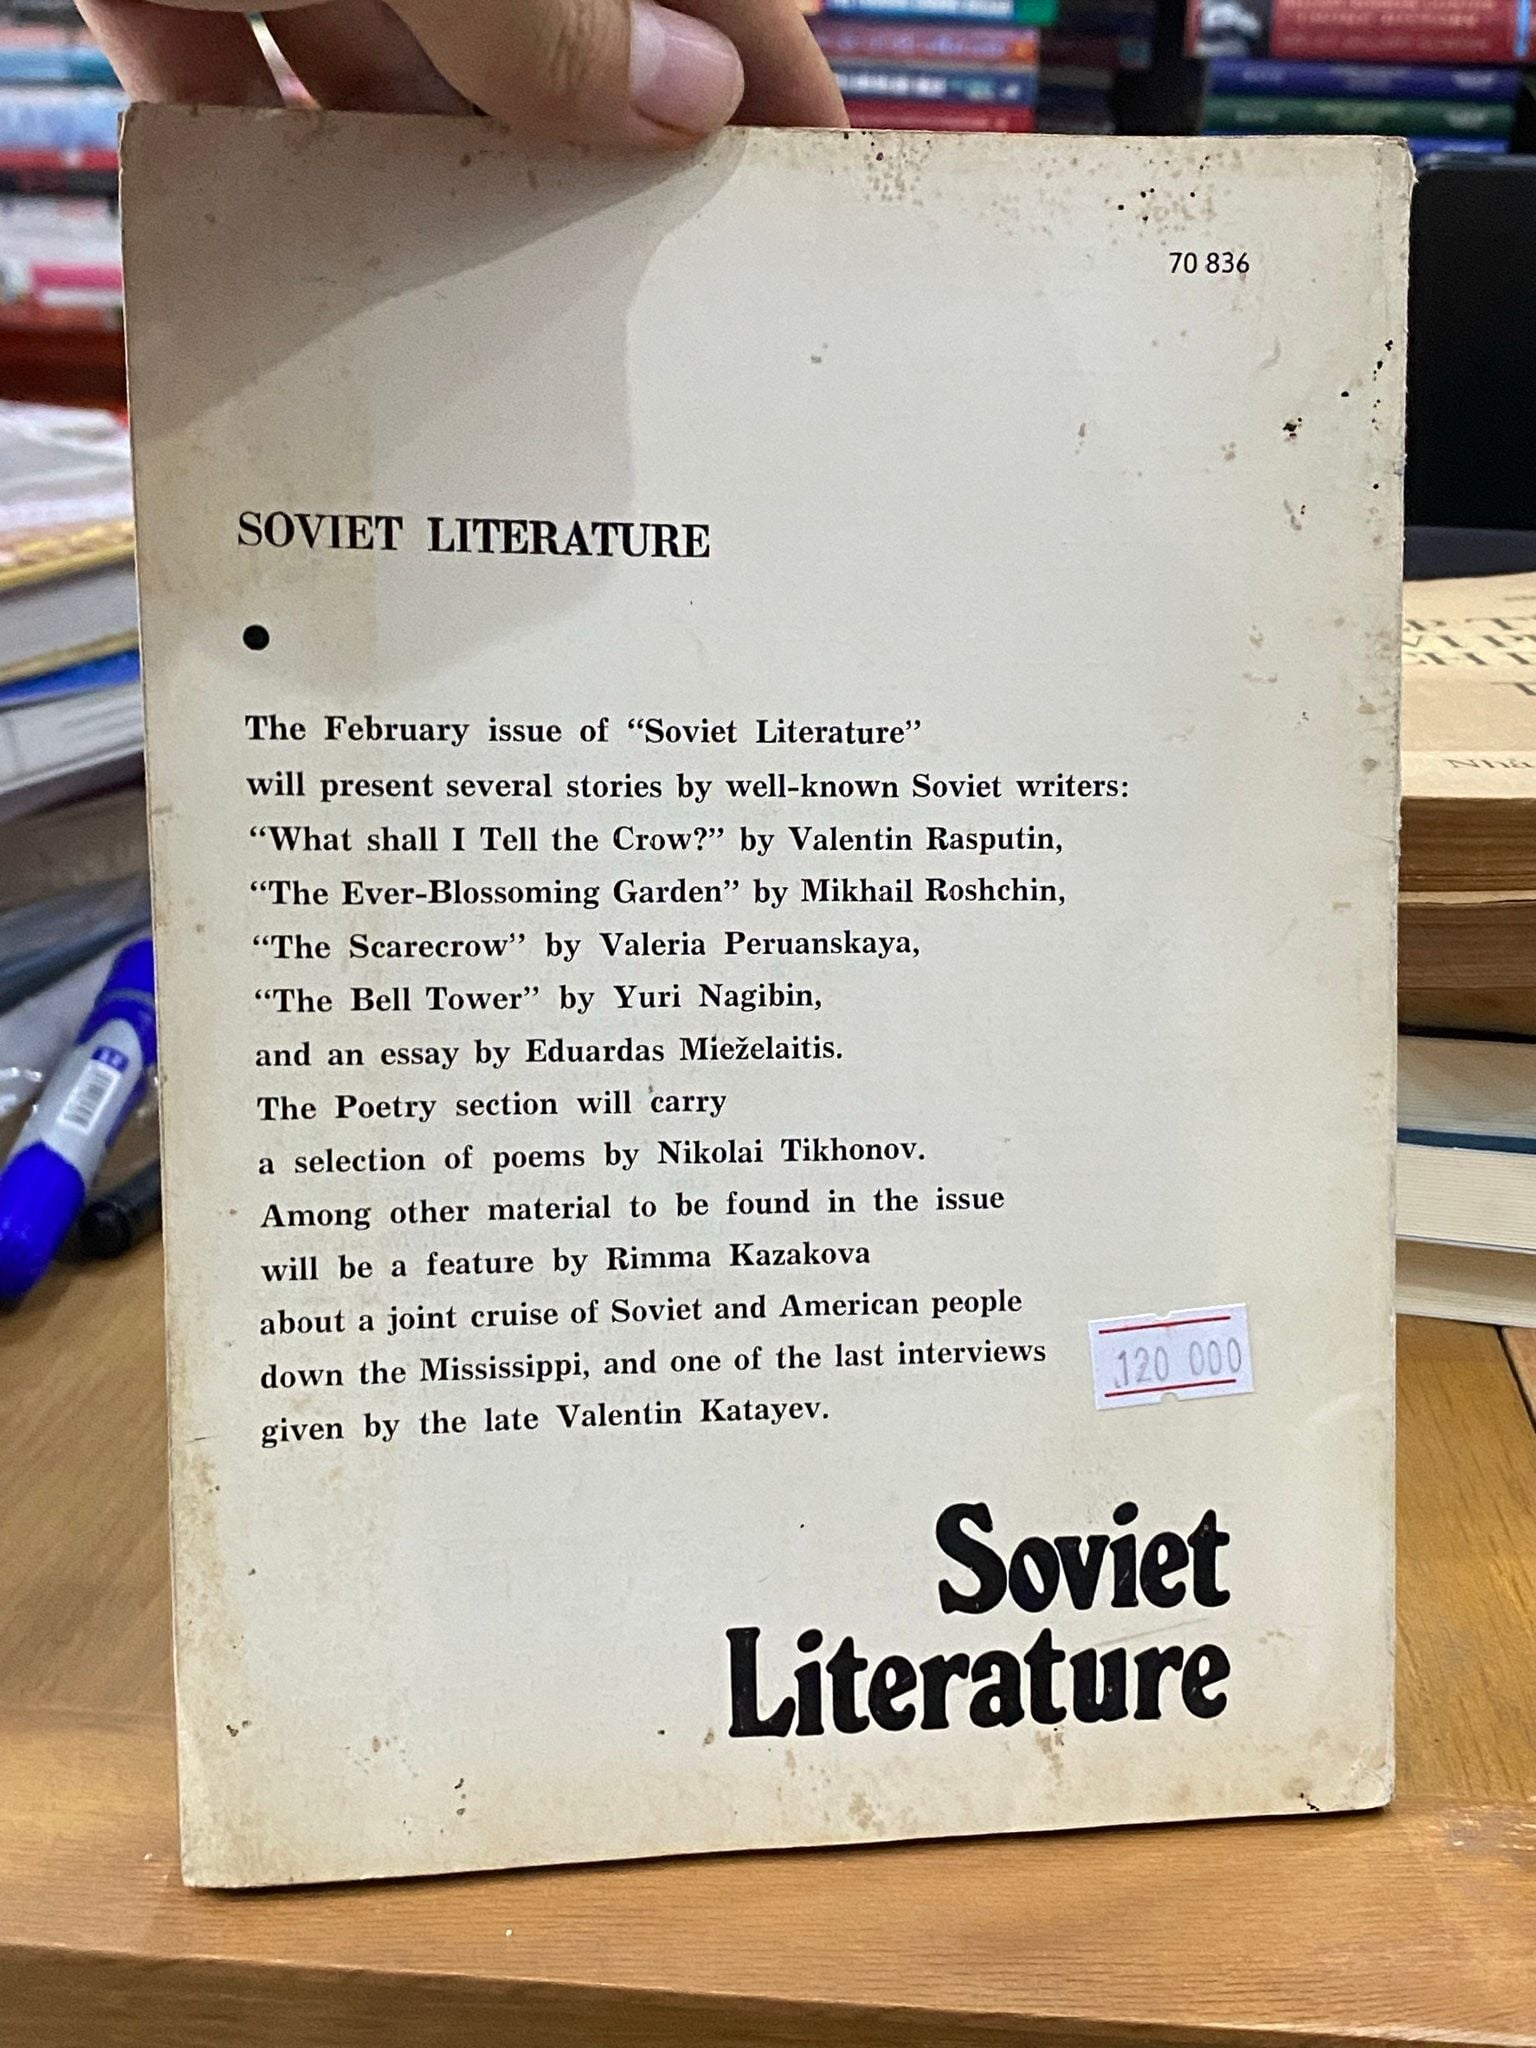 70 836
SOVIET LITERATURE
●
The February issue of “Soviet Literature”
will present several stories by well-known Soviet writers:
“What shall I Tell the Crow?” by Valentin Rasputin,
“The Ever-Blossoming Garden” by Mikhail Roshchin,
“The Scarecrow” by Valeria Peruanskaya,
“The Bell Tower” by Yuri Nagibin,
and an essay by Eduardas Mieželaitis.
The Poetry section will carry
a selection of poems by Nikolai Tikhonov.
Among other material to be found in the issue
will be a feature by Rimma Kazakova
about a joint cruise of Soviet and American people
down the Mississippi, and one of the last interviews
given by the late Valentin Katayev.
120 000
Soviet
Literature